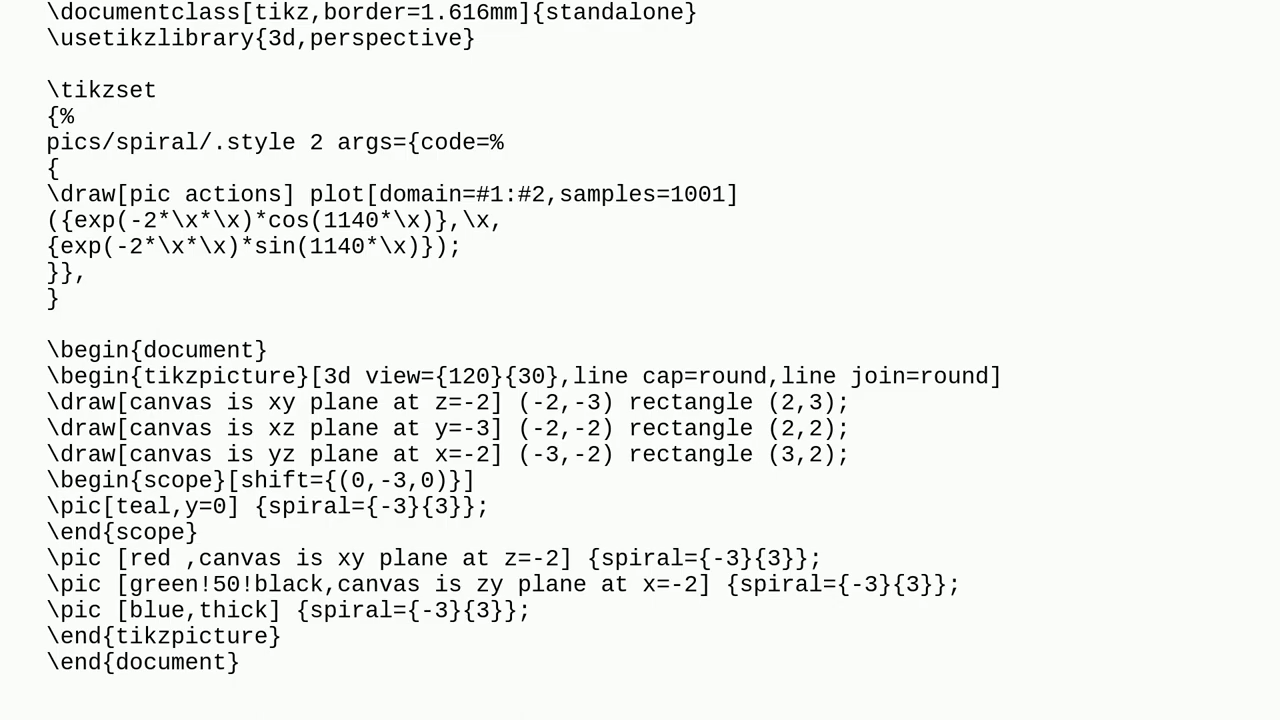 \documentclass[tikz,border=1.616mm]{standalone}
\usetikzlibrary{3d,perspective}

\tikzset
{%
pics/spiral/.style 2 args={code=%
{
\draw[pic actions] plot[domain=#1:#2,samples=1001]
({exp(-2*\x*\x)*cos(1140*\x)},\x,
{exp(-2*\x*\x)*sin(1140*\x)});
}},
}

\begin{document}
\begin{tikzpicture}[3d view={120}{30},line cap=round,line join=round]
\draw[canvas is xy plane at z=-2] (-2,-3) rectangle (2,3);
\draw[canvas is xz plane at y=-3] (-2,-2) rectangle (2,2);
\draw[canvas is yz plane at x=-2] (-3,-2) rectangle (3,2);
\begin{scope}[shift={(0,-3,0)}]
\pic[teal,y=0] {spiral={-3}{3}};
\end{scope}
\pic [red ,canvas is xy plane at z=-2] {spiral={-3}{3}};
\pic [green!50!black,canvas is zy plane at x=-2] {spiral={-3}{3}};
\pic [blue,thick] {spiral={-3}{3}};
\end{tikzpicture}
\end{document}